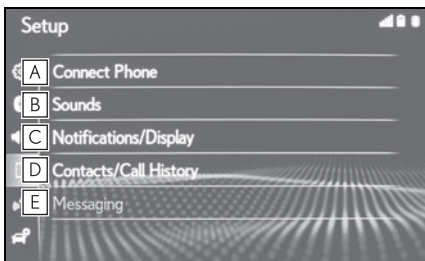 Setup
A Connect Phone
B Sounds
C Notifications/Display
D Contacts/Call History
E Messaging